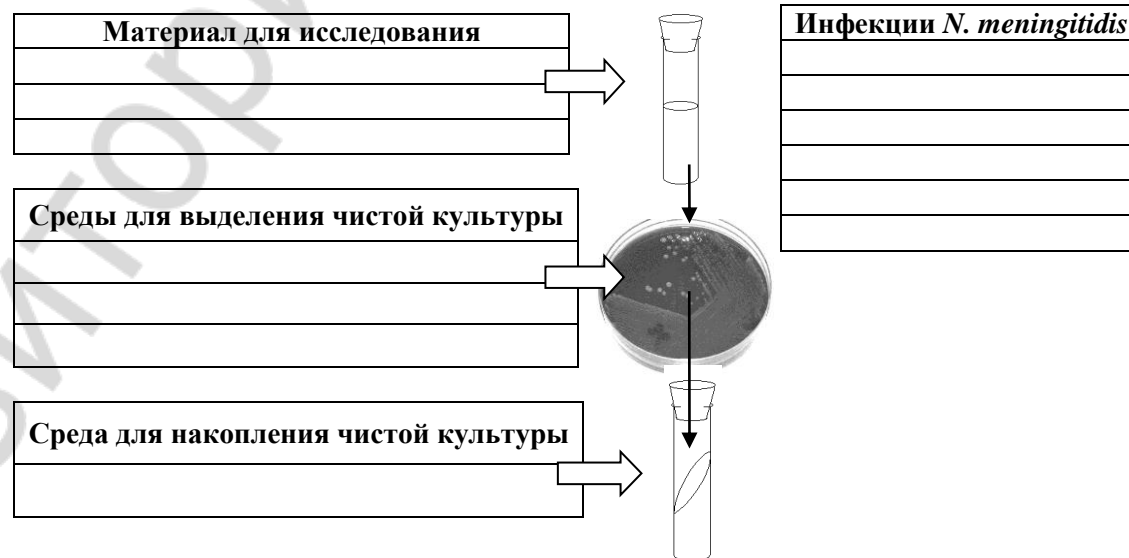 Материал для исследования
Инфекции N. meningitidis
Среды для выделения чистой культуры
Среда для накопления чистой культуры